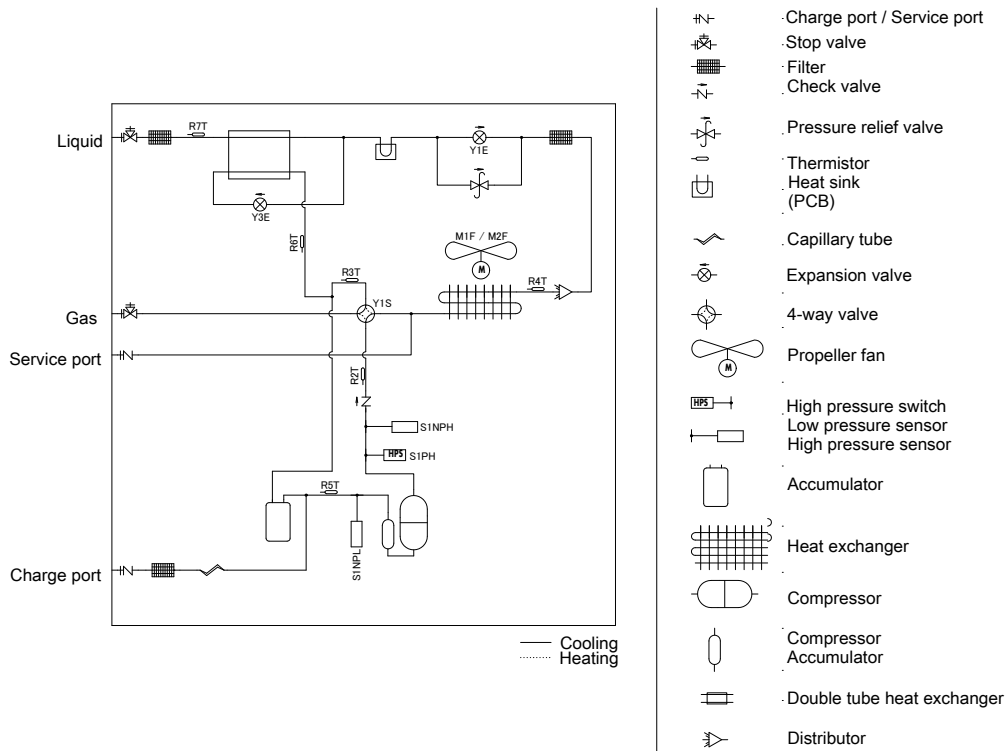 Liquid
R7T
Y3E
R6T
Y1E
M1F / M2F
M
R4T
R3T
Y1S
Gas
Service port
R2T
S1NPH
HPS
S1PH
R5T
S1NPL
Charge port
Cooling
Heating
Charge port / Service port
Stop valve
Filter
Check valve
Pressure relief valve
Thermistor
Heat sink
(PCB)
Capillary tube
Expansion valve
4-way valve
M
Propeller fan
HPS
High pressure switch
Low pressure sensor
High pressure sensor
Accumulator
Heat exchanger
Compressor
Compressor
Accumulator
Double tube heat exchanger
Distributor